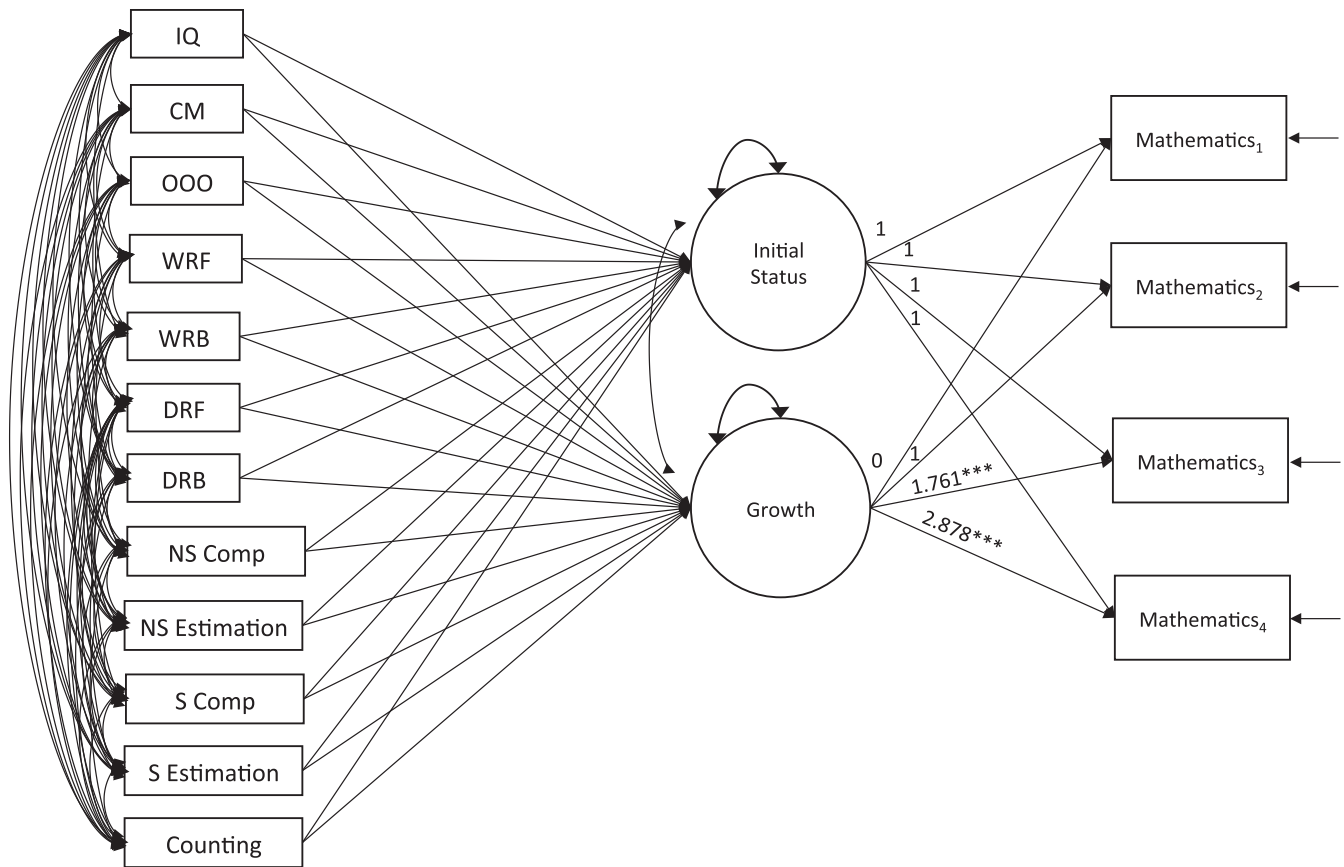 IQ
CM
OOO
WRF
WRB
DRF
DRB
NS Comp
NS Estimation
S Comp
S Estimation
Counting
Initial
Status
Growth
1
1
1
1
0
1
1.761***
2.878***
Mathematics₁
Mathematics₂
Mathematics₃
Mathematics₄